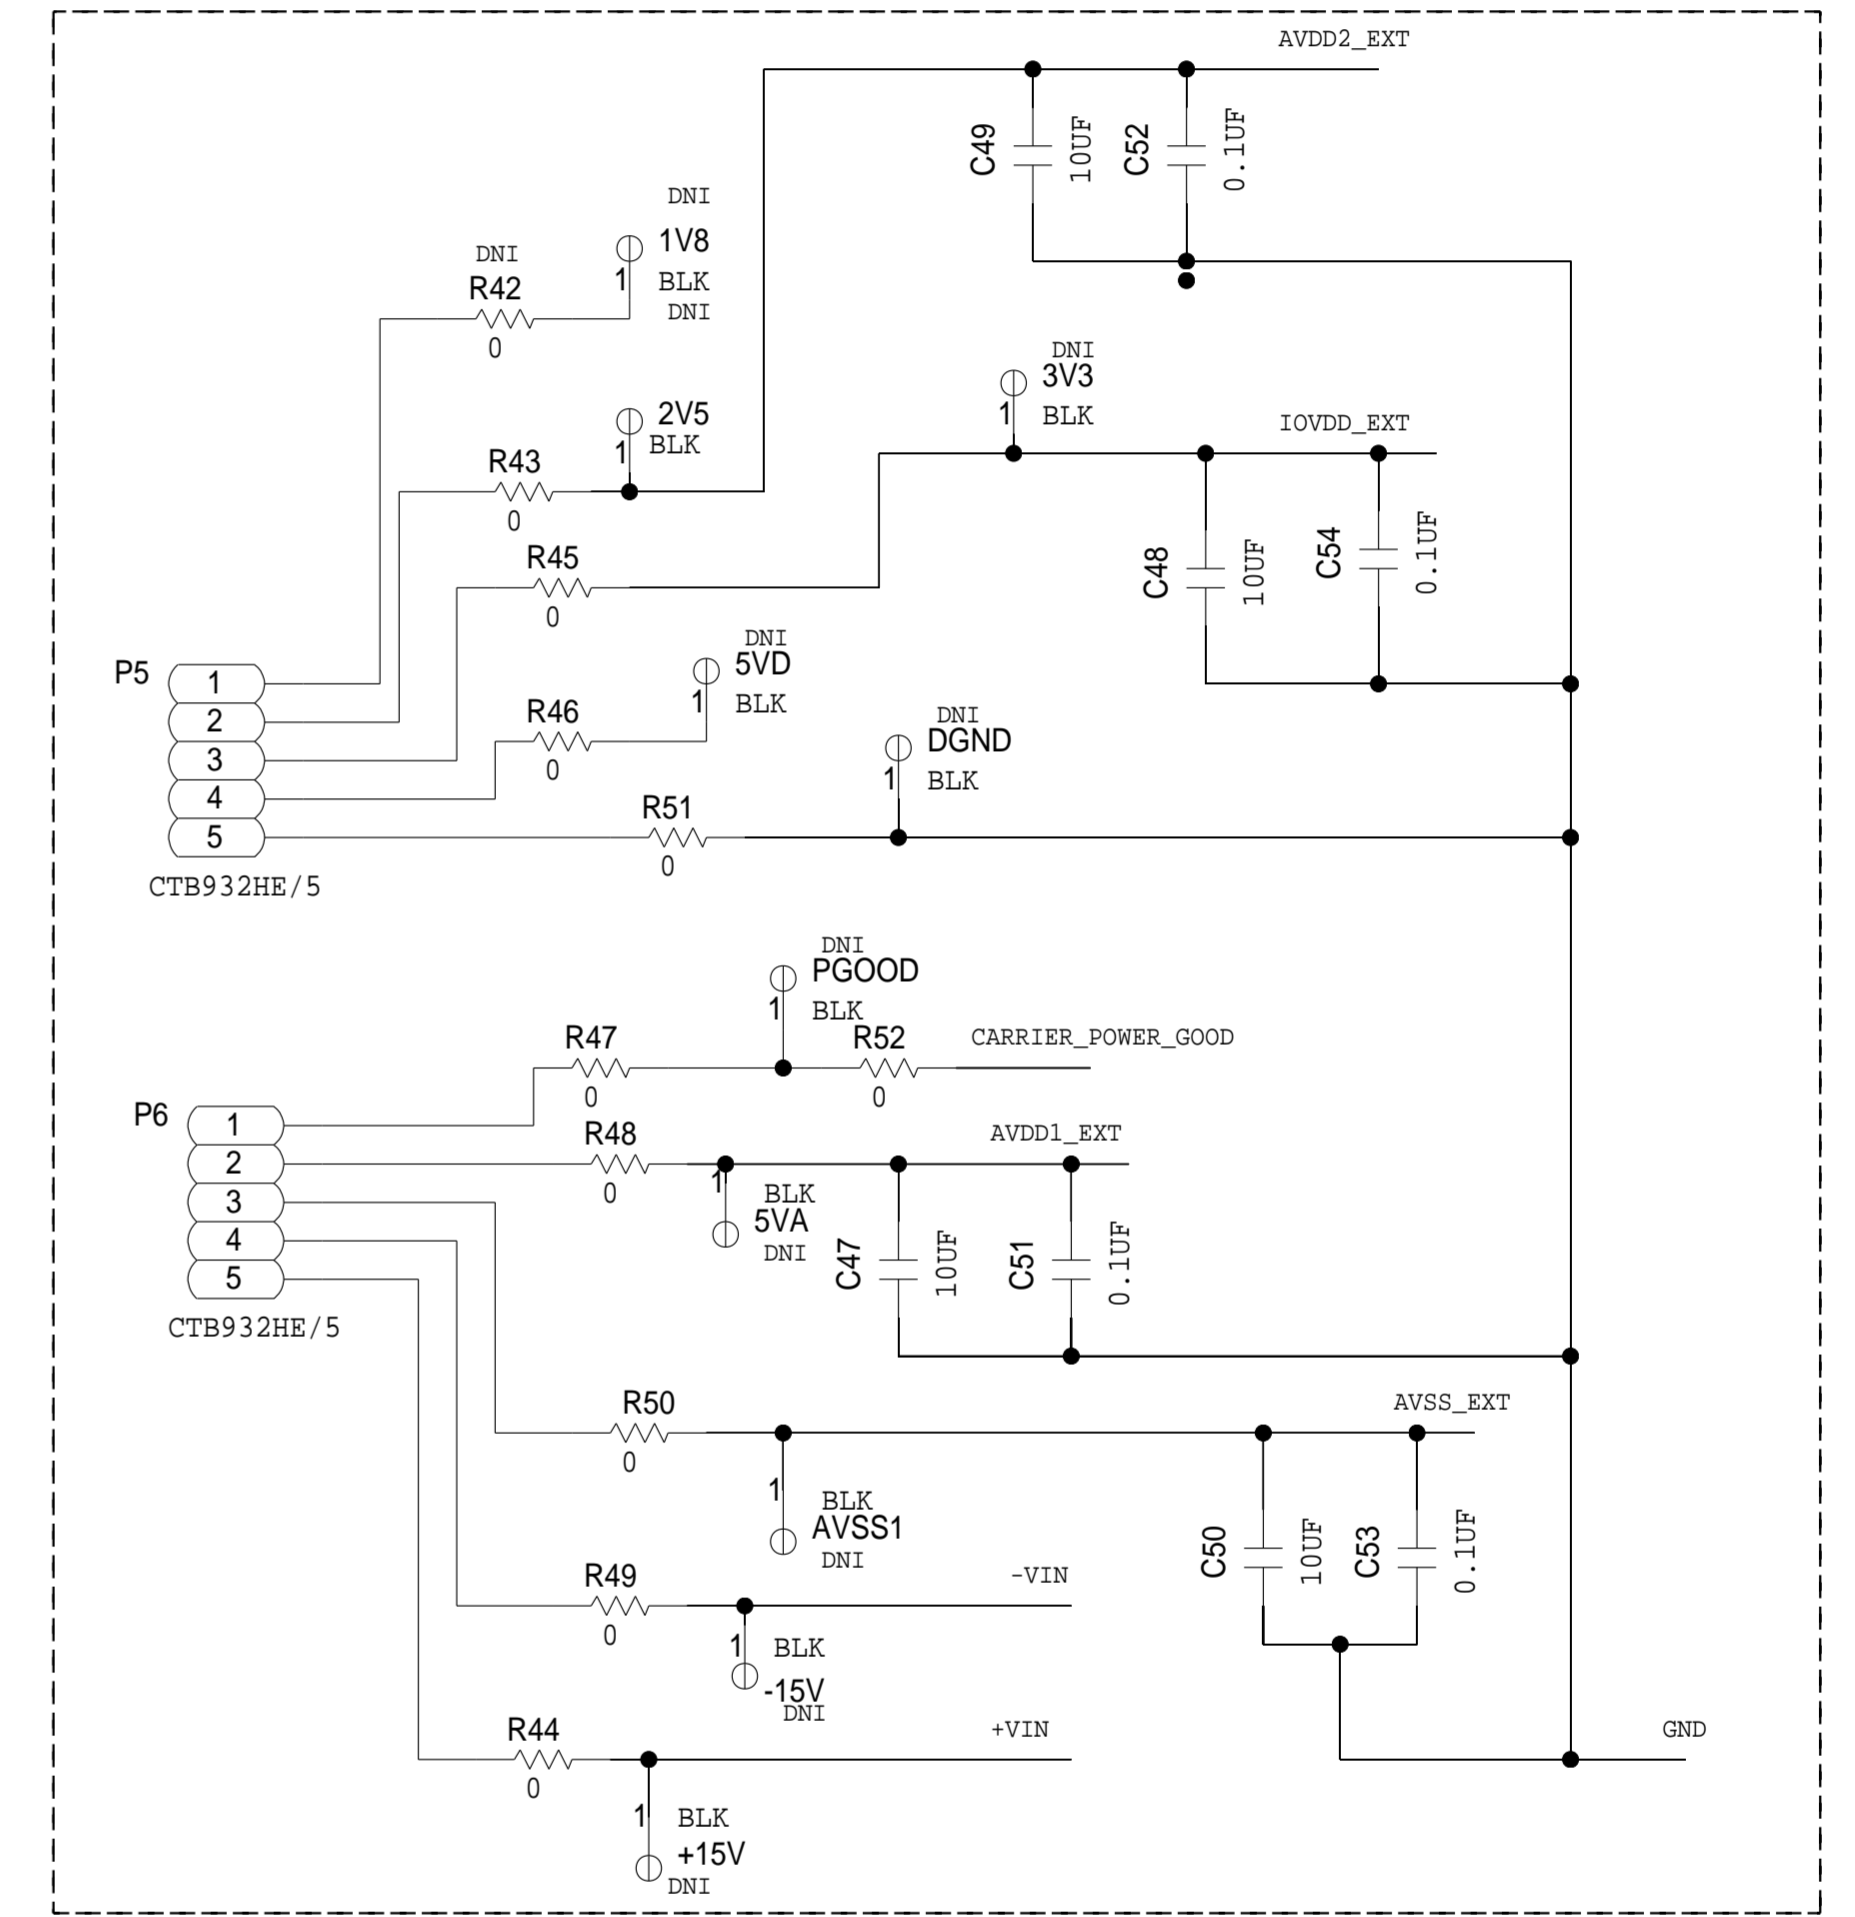 AVDD2_EXT
C49
10UF
C52
0.1UF
DNI
1V8
1
BLK
DNI
DNI
R42
0
DNI
3V3
1
BLK
IOVDD_EXT
2V5
1
BLK
R43
0
R45
0
C48
10UF
C54
0.1UF
DNI
5VD
1
BLK
P5
1
2
3
4
5
CTB932HE/5
R46
0
DNI
DGND
1
BLK
R51
0
DNI
PGOOD
1
BLK
R47
0
R52
0
CARRIER_POWER_GOOD
P6
1
2
3
4
5
CTB932HE/5
R48
0
AVDD1_EXT
1
BLK
5VA
DNI
C47
10UF
C51
0.1UF
R50
0
AVSS_EXT
1
BLK
AVSS1
DNI
C50
10UF
C53
0.1UF
R49
0
-VIN
1
BLK
-15V
DNI
R44
0
+VIN
GND
1
BLK
+15V
DNI